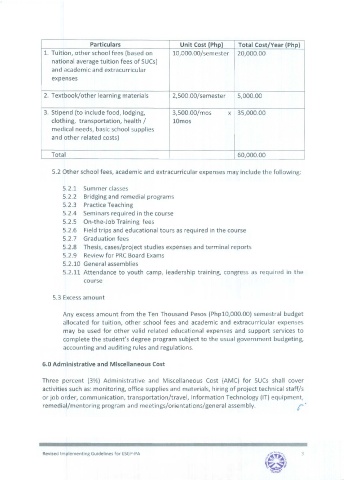 Particulars Unit Cost (Php) Total Cost/Year (Php)
1. Tuition, other school fees (based on 10,000.00/semester 20,000.00
national average tuition fees of SUCs)
and academic and extracurricular
expenses
2. Textbook/other learning materials 2,500.00/semester 5,000.00
3. Stipend (to include food, lodging, 3,500.00/mos x 35,000.00
clothing, transportation, health / 10mos
medical needs, basic school supplies
and other related costs)
Total 60,000.00
5.2 Other school fees, academic and extracurricular expenses may include the following:
5.2.1 Summer classes
5.2.2 Bridging and remedial programs
5.2.3 Practice Teaching
5.2.4 Seminars required in the course
5.2.5 On-the-Job Training fees
5.2.6 Field trips and educational tours as required in the course
5.2.7 Graduation fees
5.2.8 Thesis, cases/project studies expenses and terminal reports
5.2.9 Review for PRC Board Exams
5.2.10 General assemblies
5.2.11 Attendance to youth camp, leadership training, congress as required in the
course
5.3 Excess amount
Any excess amount from the Ten Thousand Pesos (Php10,000.00) semestral budget
allocated for tuition, other school fees and academic and extracurricular expenses
may be used for other valid related educational expenses and support services to
complete the student's degree program subject to the usual government budgeting,
accounting and auditing rules and regulations.
6.0 Administrative and Miscellaneous Cost
Three percent (3%) Administrative and Miscellaneous Cost (AMC) for SUCs shall cover
activities such as: monitoring, office supplies and materials, hiring of project technical staff/s
or job order, communication, transportation/travel, Information Technology (IT) equipment,
remedial/mentoring program and meetings/orientations/general assembly.
Revised Implementing Guidelines for ESGP-PA